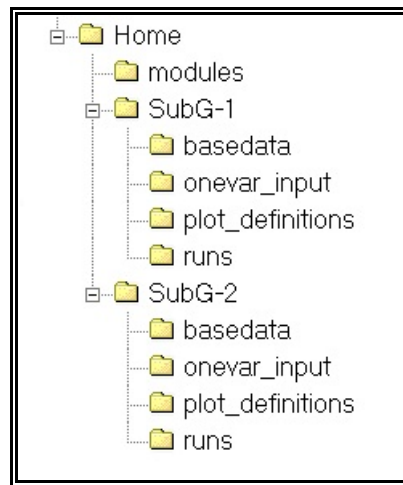 Home
modules
SubG-1
basedata
onevar_input
plot_definitions
runs
SubG-2
basedata
onevar_input
plot_definitions
runs